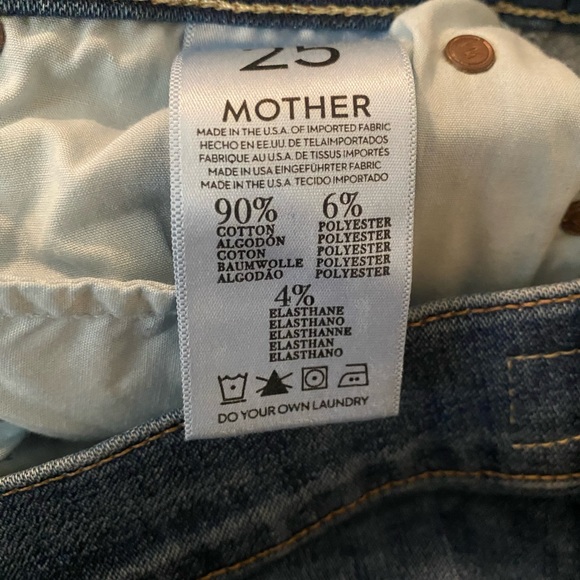 25
MOTHER
MADE IN THE U.S.A. OF IMPORTED FABRIC
HECHO EN EE.UU. DE TELAIMPORTADOS
FABRIQUE AU U.S.A. DE TISSUS IMPORTÉS
MADE IN USA EINGEFÜHRTER FABRIC
MADE IN THE U.S.A. TECIDO IMPORTADO
90% 6%
COTTON POLYESTER
ALGODÓN POLYESTER
COTON POLYESTER
BAUMWOLLE POLYESTER
ALGODÃO POLYESTER
4%
ELASTHANE
ELASTHANO
ELASTHANNE
ELASTHAN
ELASTHANO
DO YOUR OWN LAUNDRY